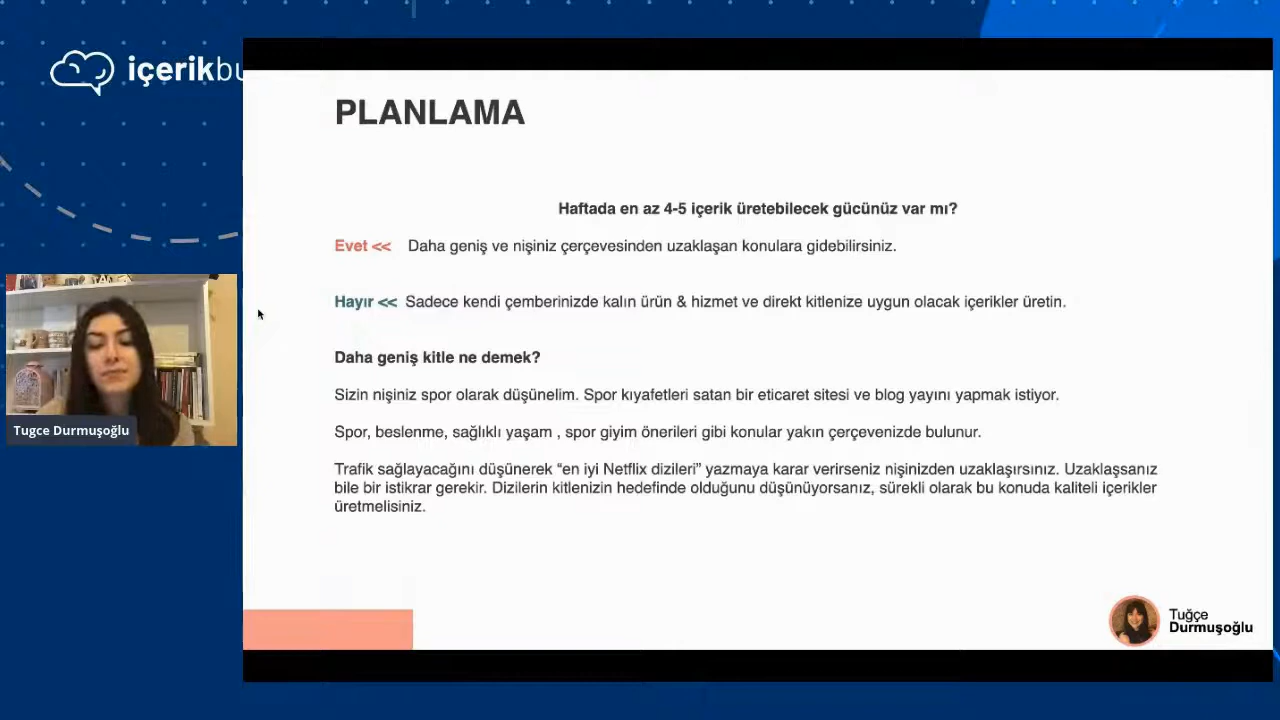 içerikbu
PLANLAMA
Haftada en az 4-5 içerik üretebilecek gücünüz var mı?
Evet << Daha geniş ve nişiniz çerçevesinden uzaklaşan konulara gidebilirsiniz.
Hayır << Sadece kendi çemberinizde kalın ürün & hizmet ve direkt kitlenize uygun olacak içerikler üretin.
Daha geniş kitle ne demek?
Sizin nişiniz spor olarak düşünelim. Spor kıyafetleri satan bir eticaret sitesi ve blog yayını yapmak istiyor.
Spor, beslenme, sağlıklı yaşam , spor giyim önerileri gibi konular yakın çerçevenizde bulunur.
Trafik sağlayacağını düşünerek “en iyi Netflix dizileri” yazmaya karar verirseniz nişinizden uzaklaşırsınız. Uzaklaşsanız
bile bir istikrar gerekir. Dizilerin kitlenizin hedefinde olduğunu düşünüyorsanız, sürekli olarak bu konuda kaliteli içerikler
üretmelisiniz.
Tugce Durmuşoğlu
Tuğçe
Durmuşoğlu